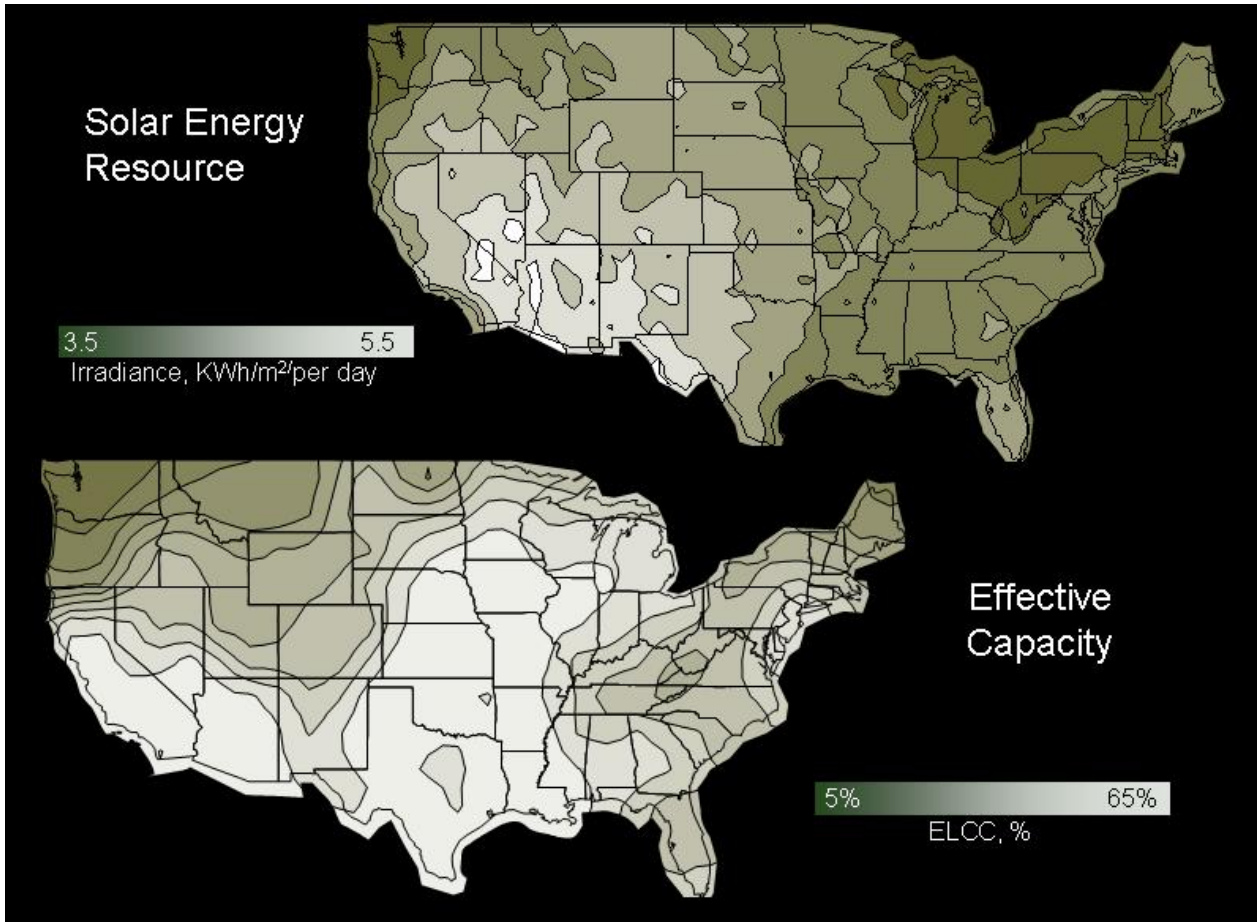 Solar Energy
Resource
3.5 5.5
Irradiance, KWh/m²/per day
Effective
Capacity
5% 65%
ELCC, %